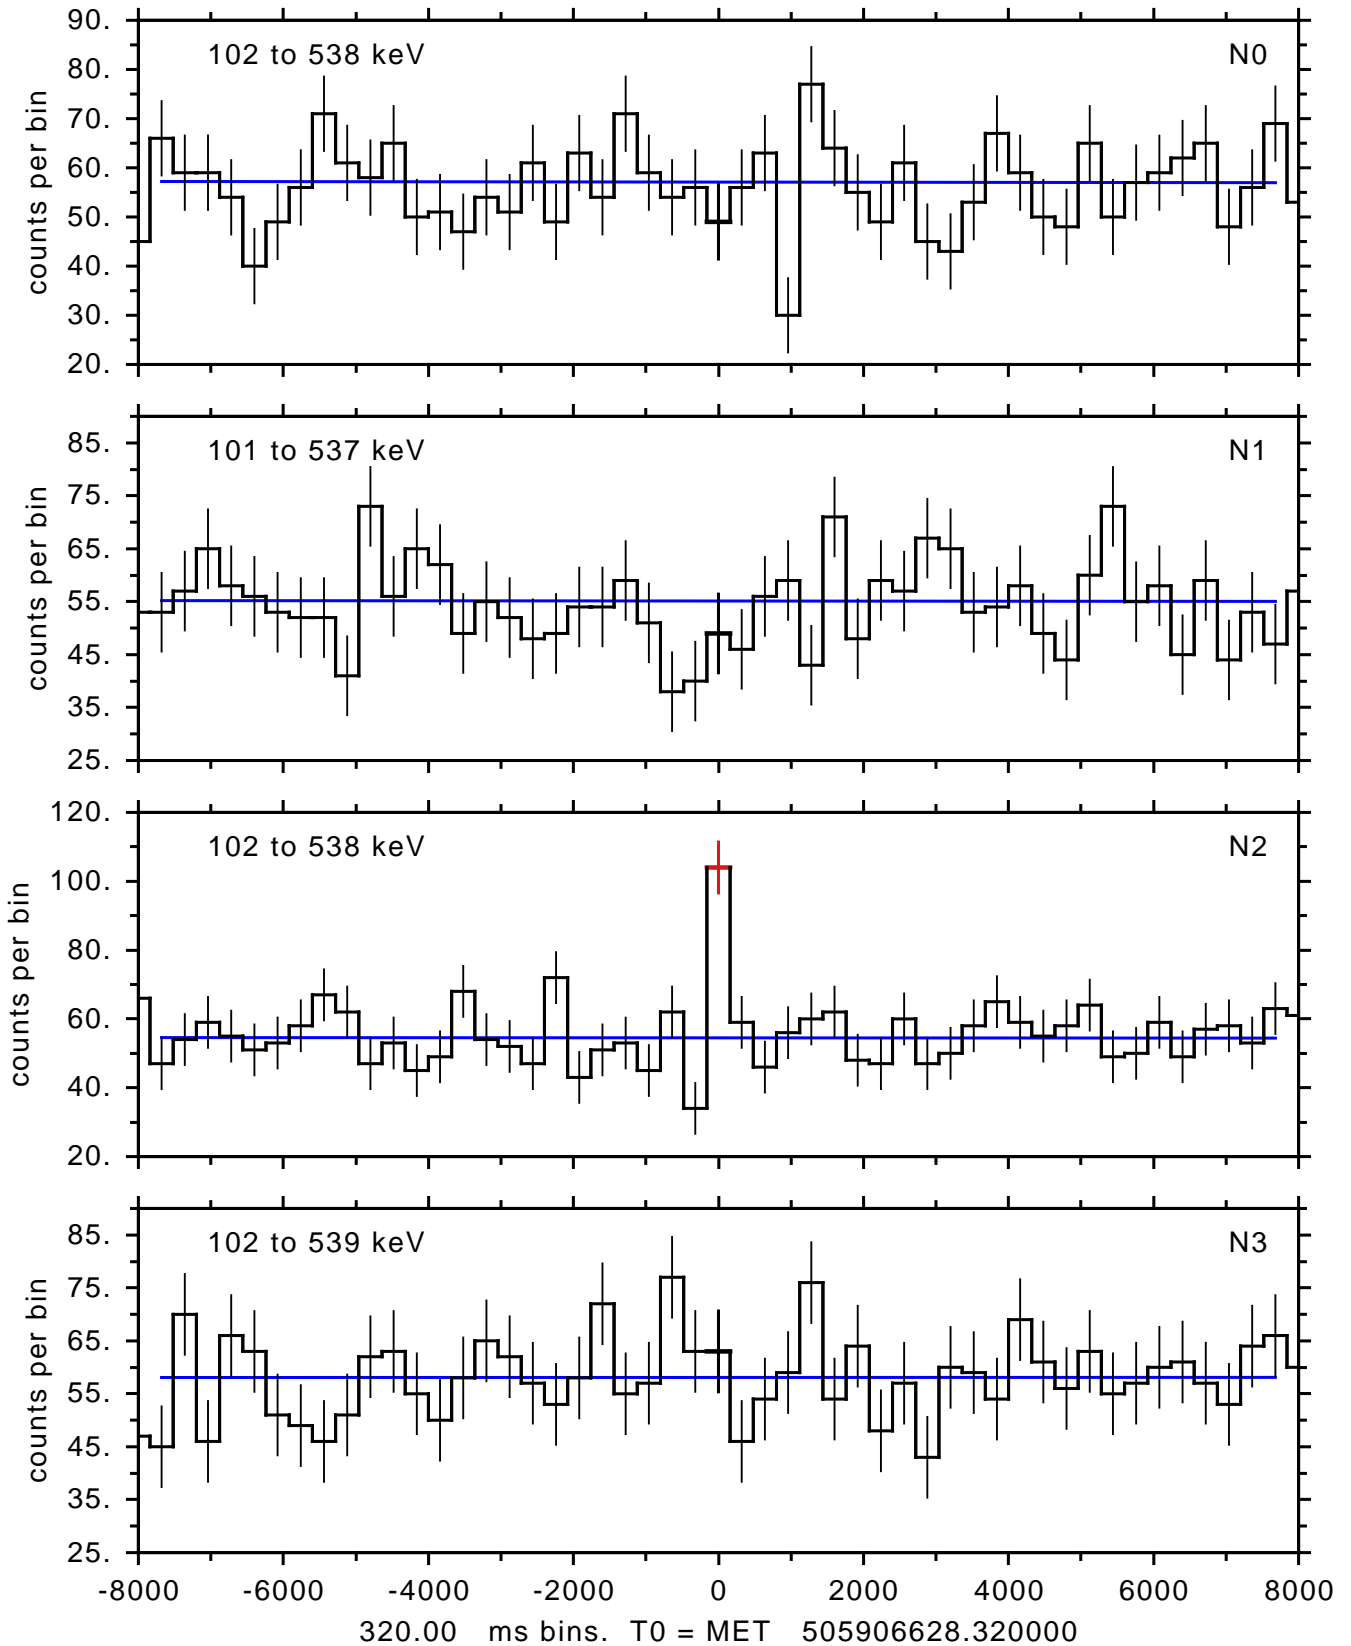 90.
80.
70.
60.
50.
40.
30.
20.
counts per bin
102 to 538 keV N0
85.
75.
65.
55.
45.
35.
25.
counts per bin
101 to 537 keV N1
120.
100.
80.
60.
40.
20.
counts per bin
102 to 538 keV N2
85.
75.
65.
55.
45.
35.
25.
counts per bin
102 to 539 keV N3
-8000 -6000 -4000 -2000 0 2000 4000 6000 8000
320.00 ms bins. T0 = MET 505906628.320000